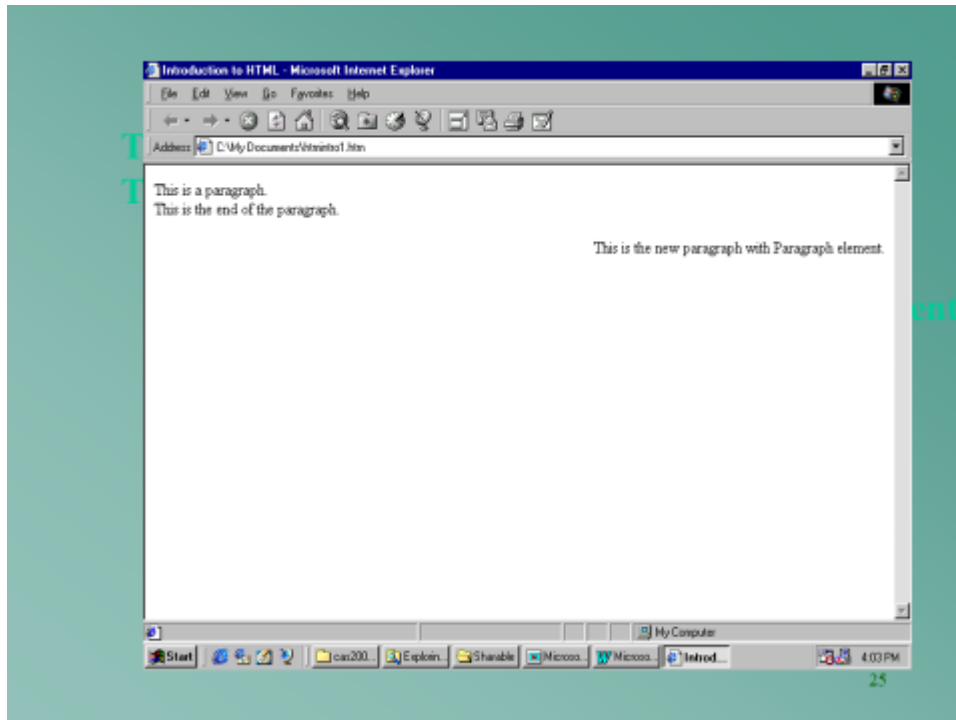 Introduction to HTML - Microsoft Internet Explorer
File Edit View Go Favorites Help
Address C:\My Documents\htmintro1.htm
T
T
This is a paragraph.
This is the end of the paragraph.
This is the new paragraph with Paragraph element.
ent
My Computer
Start cas200... Explorin... Sharable Microso... Microso... Introd... 4:03 PM
25